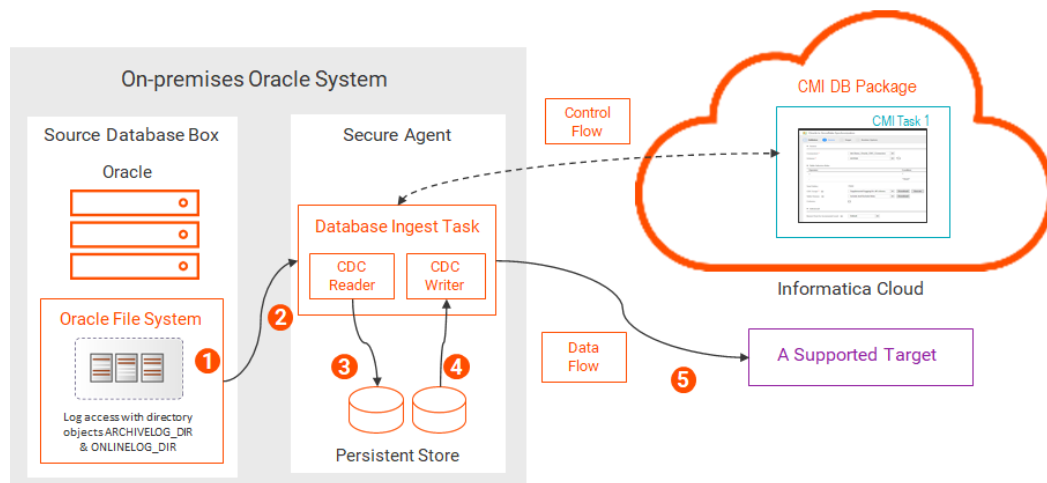 On-premises Oracle System
Source Database Box
Oracle
Oracle File System
1
Log access with directory
objects ARCHIVELOG_DIR
& ONLINELOG_DIR
2
Secure Agent
Database Ingest Task
CDC
Reader
CDC
Writer
3
4
Persistent Store
Control
Flow
CMI DB Package
CMI Task 1
Informatica Cloud
Data
Flow
5
A Supported Target